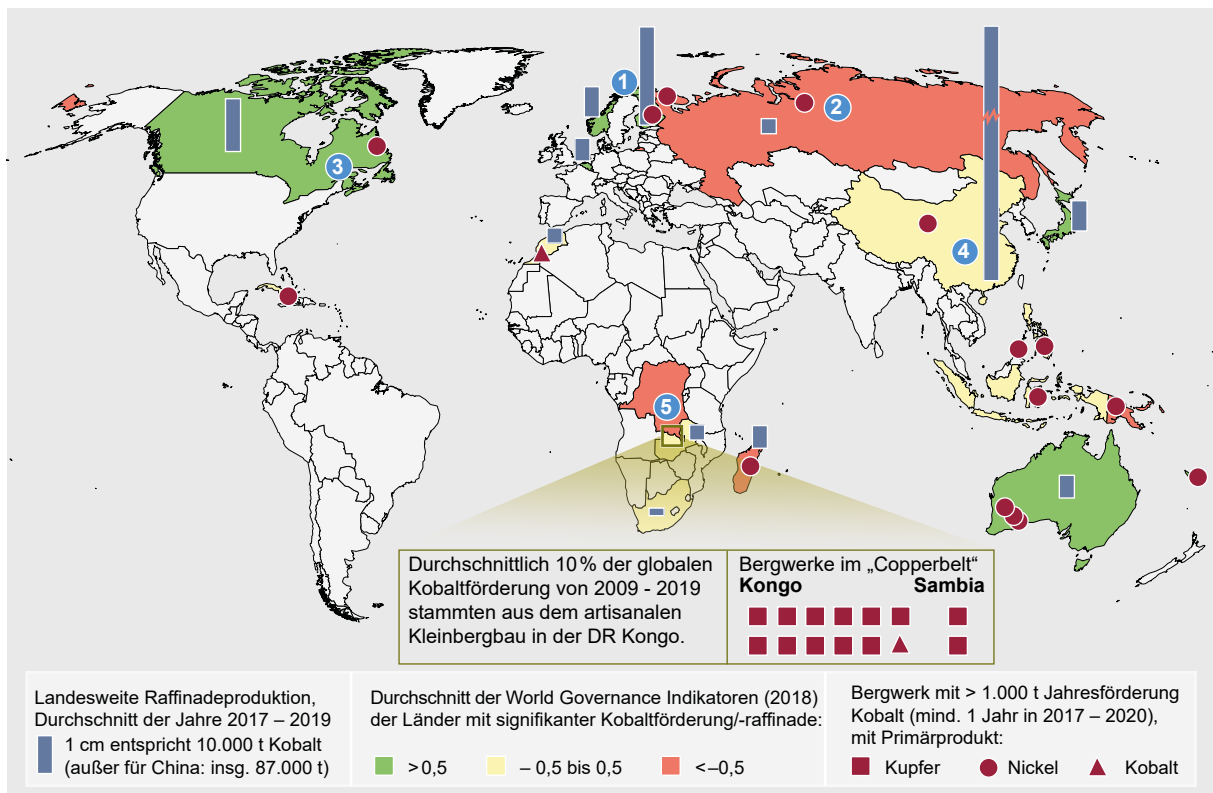 1
2
3
4
5
Durchschnittlich 10 % der globalen
Kobaltförderung von 2009 - 2019
stammten aus dem artisanalen
Kleinbergbau in der DR Kongo.
Bergwerke im „Copperbelt“
Kongo Sambia
Landesweite Raffinadeproduktion,
Durchschnitt der Jahre 2017 – 2019
1 cm entspricht 10.000 t Kobalt
(außer für China: insg. 87.000 t)
Durchschnitt der World Governance Indikatoren (2018)
der Länder mit signifikanter Kobaltförderung/-raffinade:
> 0,5 – 0,5 bis 0,5 < –0,5
Bergwerk mit > 1.000 t Jahresförderung
Kobalt (mind. 1 Jahr in 2017 – 2020),
mit Primärprodukt:
Kupfer Nickel Kobalt